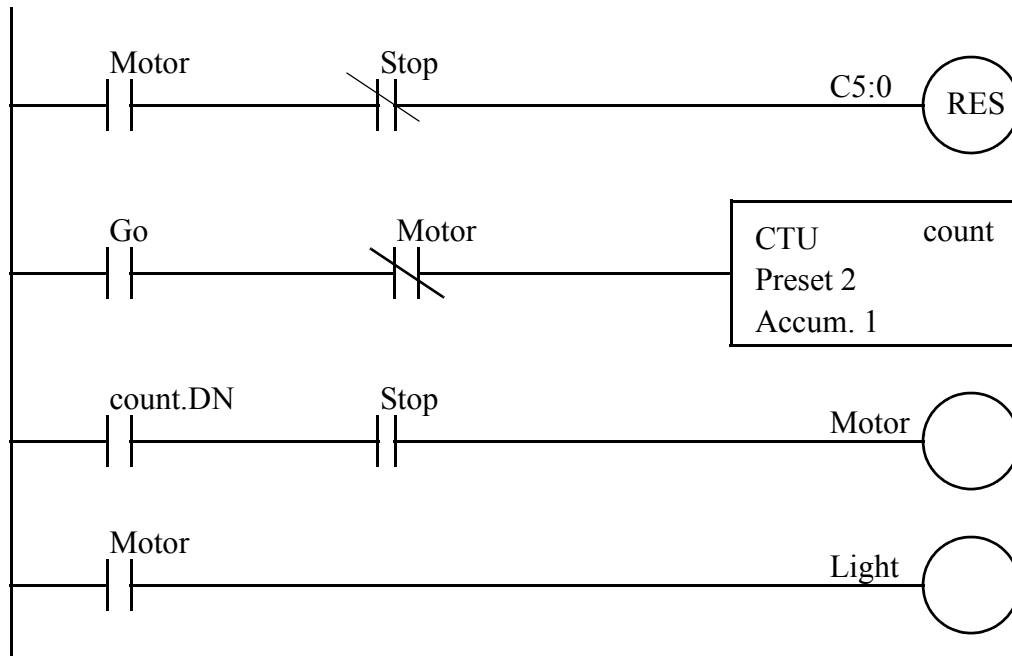 Motor Stop C5:0 RES
Go Motor
CTU count
Preset 2
Accum. 1
count.DN Stop Motor
Motor Light